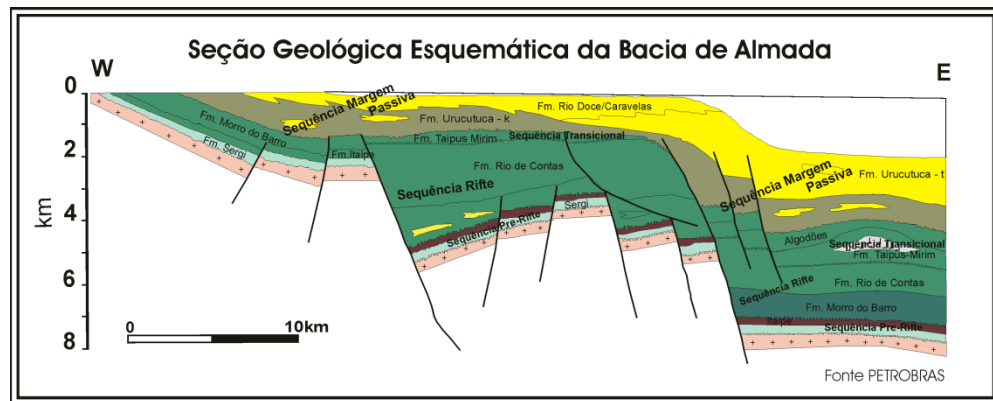 Seção Geológica Esquemática da Bacia de Almada
W
E
0
2
4
6
8
km
Sequência Margem
Passiva
Fm. Rio Doce/Caravelas
Fm. Urucutuca - k
Fm. Morro do Barro
Fm. Taipus Mirim
Sequência Transicional
Fm. Sergi
Fm.Itaípe
Fm. Rio de Contas
Sequência Margem
Passiva
Fm. Urucutuca - t
Sequência Rifte
Sergi
Sequência Pré-Rifte
Algodões
Sequência Transicional
Fm. Taipus-Mirim
Fm. Rio de Contas
Sequência Rifte
Fm. Morro do Barro
Itaipe
Sequência Pre-Rifte
0
10km
Fonte PETROBRAS